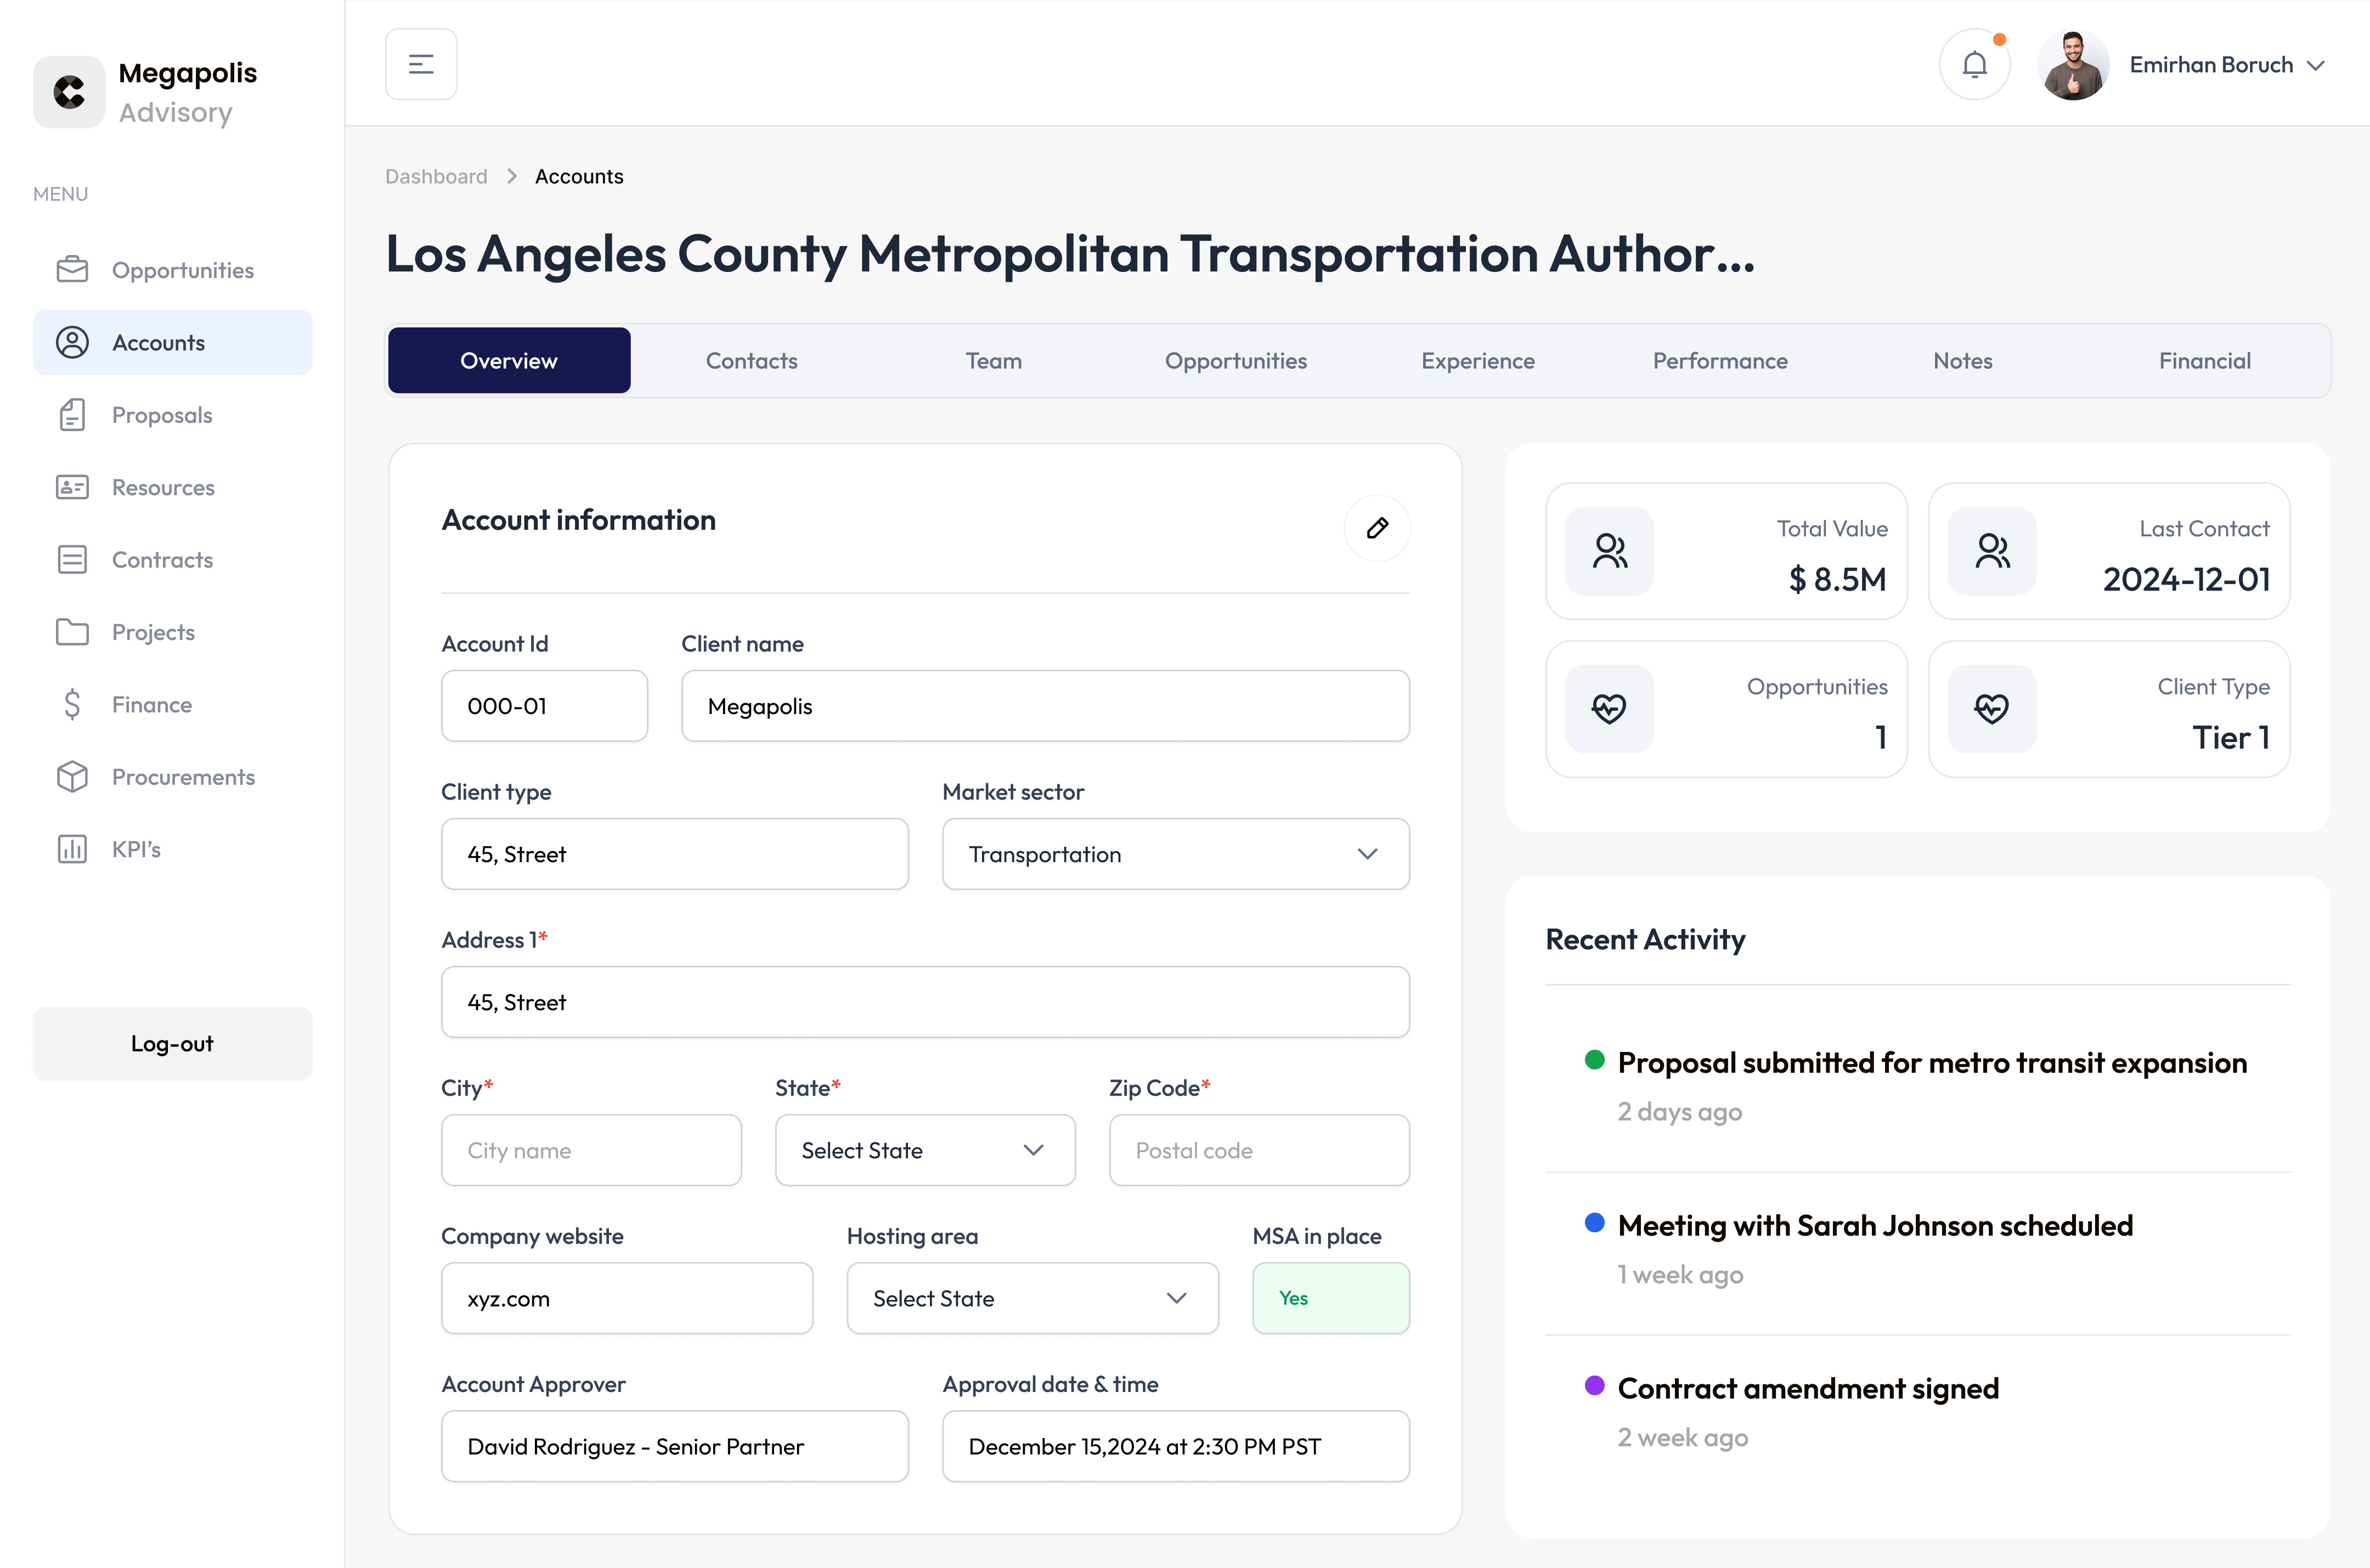 Megapolis
Advisory
MENU
Opportunities
Accounts
Proposals
Resources
Contracts
Projects
Finance
Procurements
KPI's
Log-out
Emirhan Boruch
Dashboard > Accounts
Los Angeles County Metropolitan Transportation Author...
Overview Contacts Team Opportunities Experience Performance Notes Financial
Account information
Account Id Client name
000-01 Megapolis
Client type Market sector
45, Street Transportation
Address 1*
45, Street
City* State* Zip Code*
City name Select State Postal code
Company website Hosting area MSA in place
xyz.com Select State Yes
Account Approver Approval date & time
David Rodriguez - Senior Partner December 15,2024 at 2:30 PM PST
Total Value
$ 8.5M
Last Contact
2024-12-01
Opportunities
1
Client Type
Tier 1
Recent Activity
Proposal submitted for metro transit expansion
2 days ago
Meeting with Sarah Johnson scheduled
1 week ago
Contract amendment signed
2 week ago